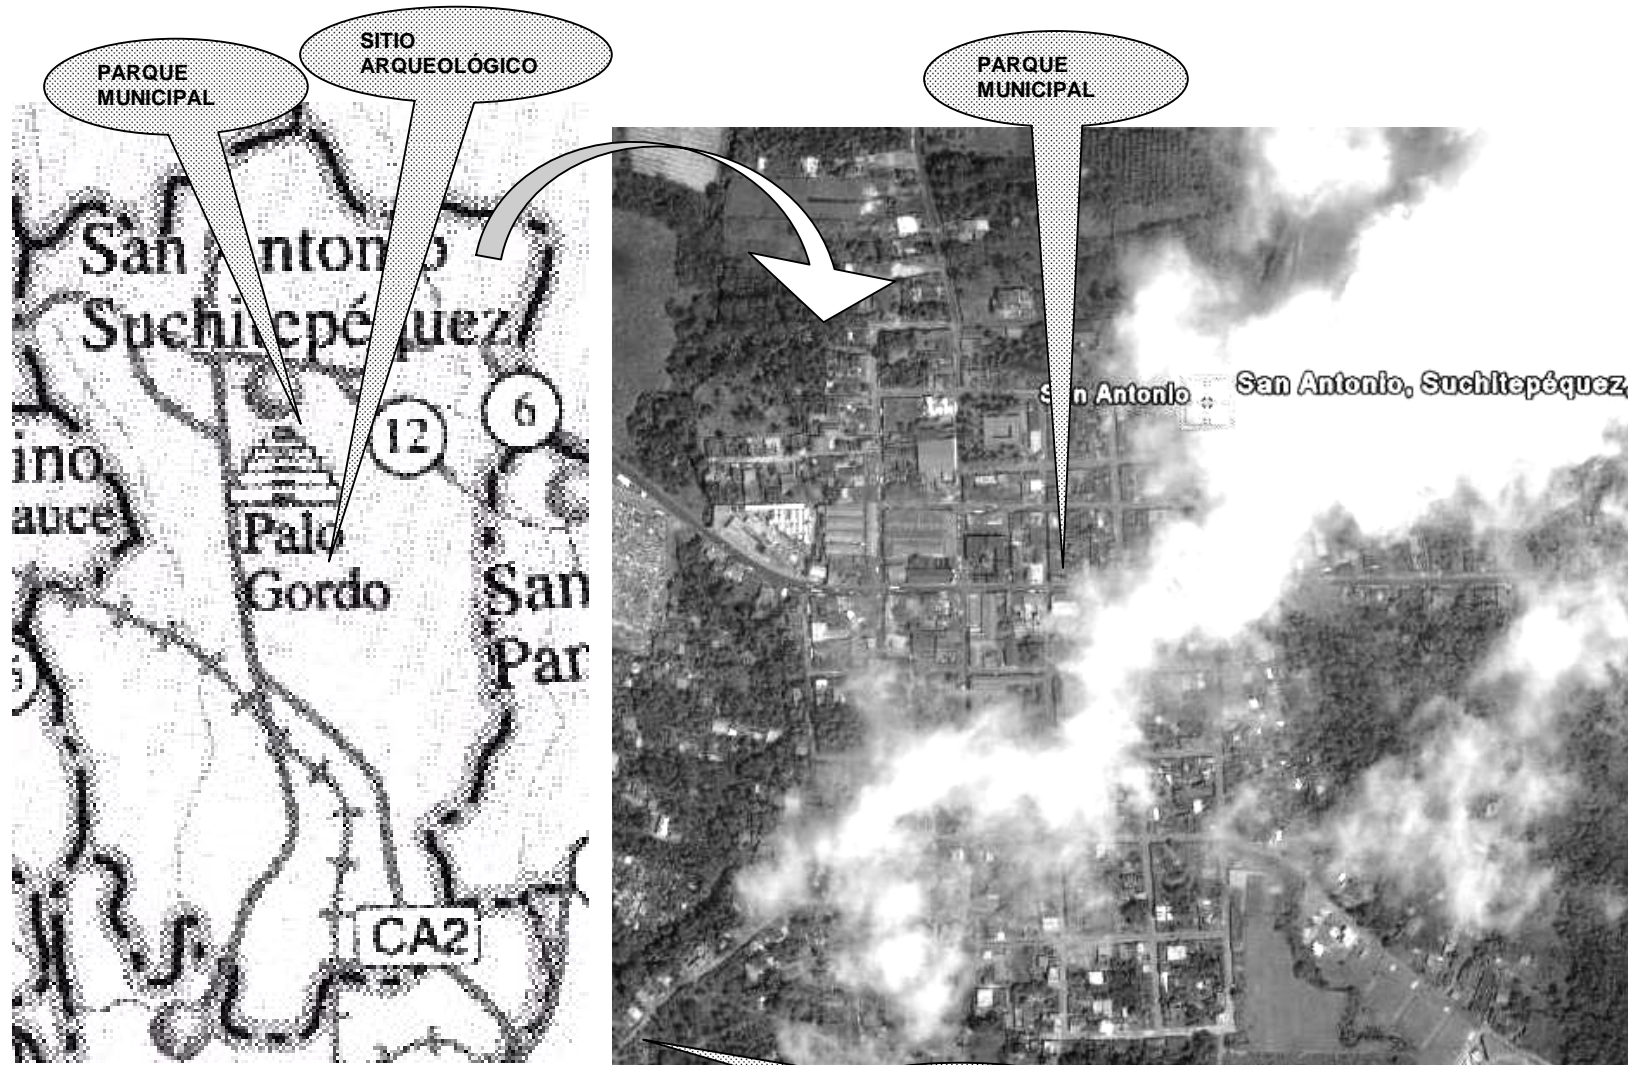 PARQUE
MUNICIPAL
SITIO
ARQUEOLÓGICO
PARQUE
MUNICIPAL
San Antonio
Suchitepéquez
6
12
ino
auce
Palo
Gordo
San
Par
CA2
San Antonio
San Antonio, Suchitepéquez,